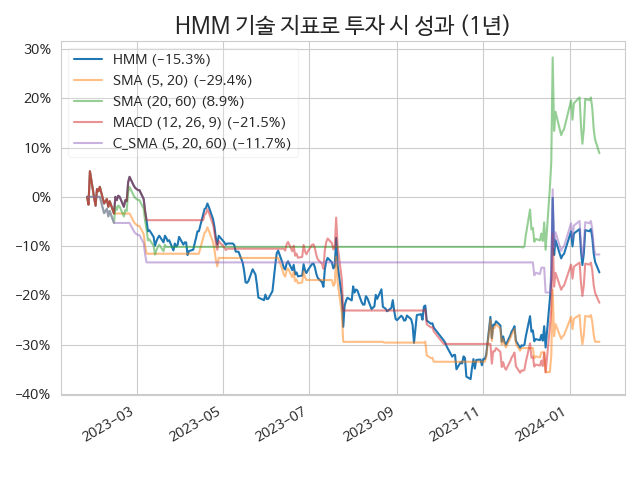 HMM 기술 지표로 투자 시 성과 (1년)
HMM (−15.3%)
SMA (5, 20) (−29.4%)
SMA (20, 60) (8.9%)
MACD (12, 26, 9) (−21.5%)
C_SMA (5, 20, 60) (−11.7%)
30%
20%
10%
0%
−10%
−20%
−30%
−40%
2023−03
2023−05
2023−07
2023−09
2023−11
2024−01